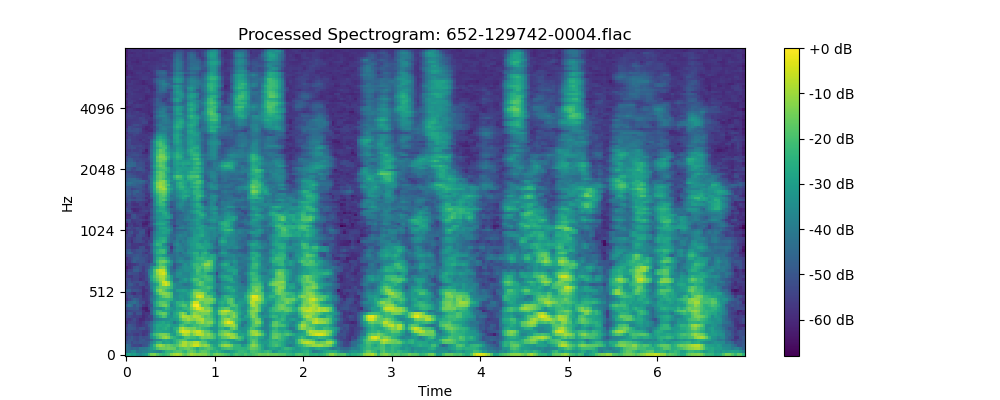 Processed Spectrogram: 652-129742-0004.flac
Hz
4096
2048
1024
512
0
0 1 2 3 4 5 6
Time
+0 dB
-10 dB
-20 dB
-30 dB
-40 dB
-50 dB
-60 dB